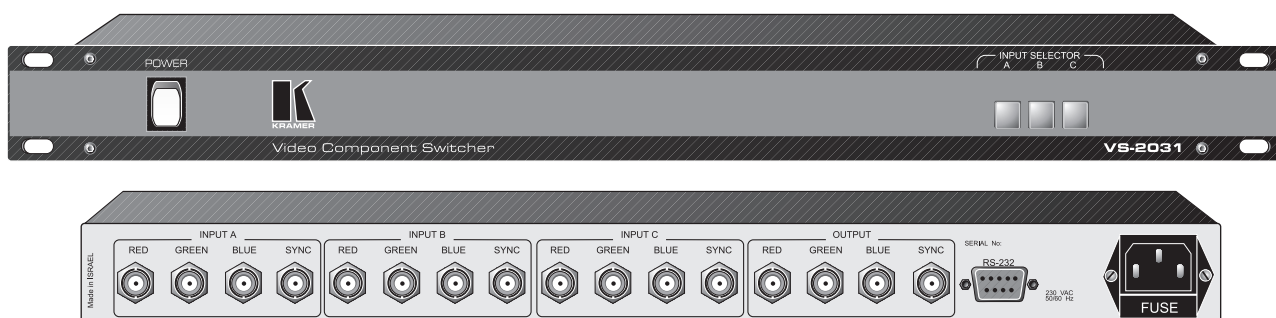 POWER
INPUT SELECTOR
A B C
KRAMER
Video Component Switcher
VS-2031
INPUT A
INPUT B
INPUT C
OUTPUT
RED GREEN BLUE SYNC
RED GREEN BLUE SYNC
RED GREEN BLUE SYNC
RED GREEN BLUE SYNC
Made in ISRAEL
SERIAL No:
RS-232
230 VAC
50/60 Hz
FUSE